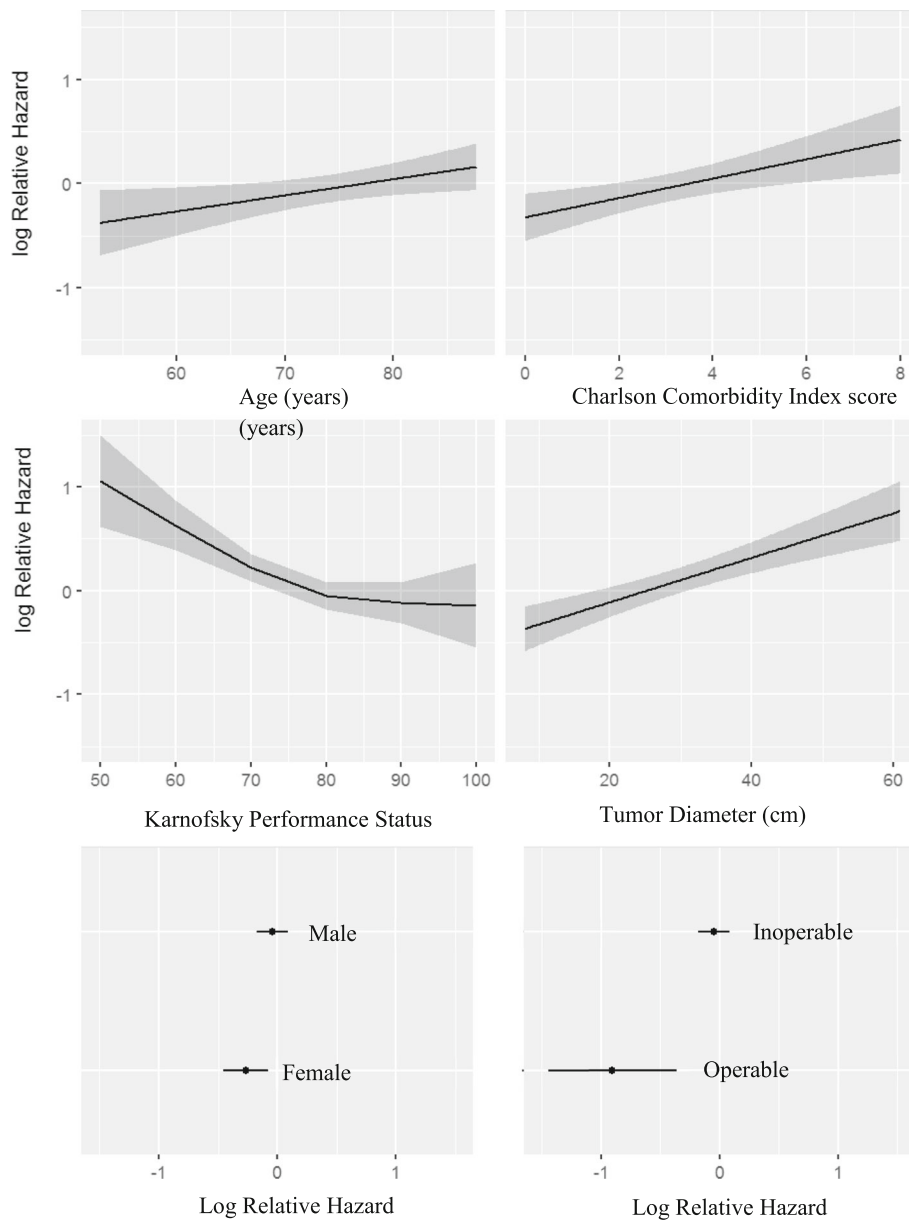 log Relative Hazard
1
0
-1
60 70 80
Age (years)
(years)
0 2 4 6 8
Charlson Comorbidity Index score
log Relative Hazard
1
0
-1
50 60 70 80 90 100
Karnofsky Performance Status
20 40 60
Tumor Diameter (cm)
Male
Female
-1 0 1
Log Relative Hazard
Inoperable
Operable
-1 0 1
Log Relative Hazard